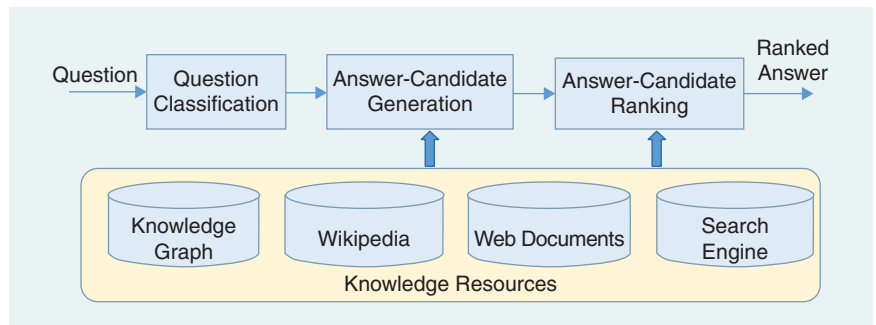 Question
Question
Classification
Answer-Candidate
Generation
Answer-Candidate
Ranking
Ranked
Answer
Knowledge
Graph
Wikipedia
Web Documents
Search
Engine
Knowledge Resources